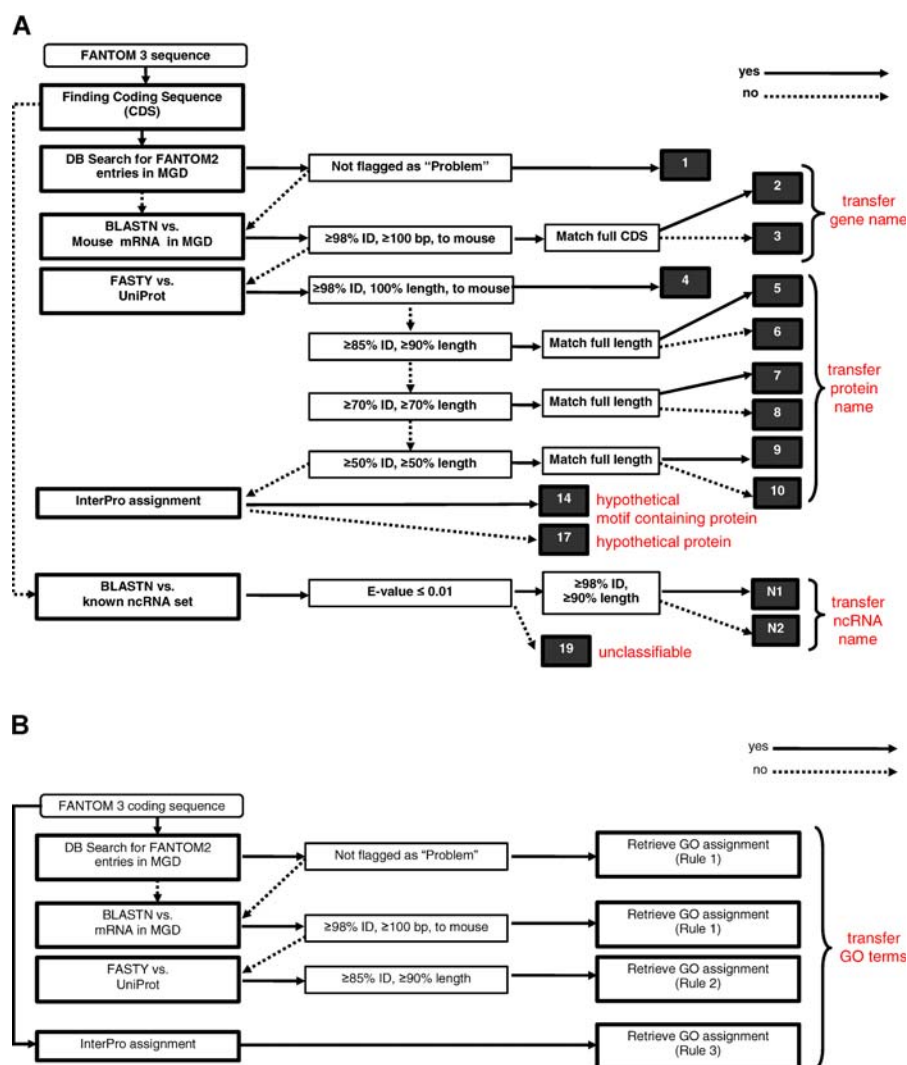 A
FANTOM 3 sequence
yes
no
Finding Coding Sequence
(CDS)
DB Search for FANTOM2
entries in MGD
Not flagged as “Problem”
1
2
transfer
gene name
BLASTN vs.
Mouse mRNA in MGD
≥98% ID, ≥100 bp, to mouse
Match full CDS
3
FASTY vs.
UniProt
≥98% ID, 100% length, to mouse
4
5
≥85% ID, ≥90% length
Match full length
6
7
transfer
protein
name
≥70% ID, ≥70% length
Match full length
8
9
≥50% ID, ≥50% length
Match full length
10
InterPro assignment
14
hypothetical
motif containing protein
17
hypothetical protein
BLASTN vs.
known ncRNA set
E-value ≤ 0.01
≥98% ID,
≥90% length
N1
N2
transfer
ncRNA
name
19
unclassifiable
B
yes
no
FANTOM 3 coding sequence
DB Search for FANTOM2
entries in MGD
Not flagged as “Problem”
Retrieve GO assignment
(Rule 1)
BLASTN vs.
mRNA in MGD
≥98% ID, ≥100 bp, to mouse
Retrieve GO assignment
(Rule 1)
transfer
GO terms
FASTY vs.
UniProt
≥85% ID, ≥90% length
Retrieve GO assignment
(Rule 2)
InterPro assignment
Retrieve GO assignment
(Rule 3)